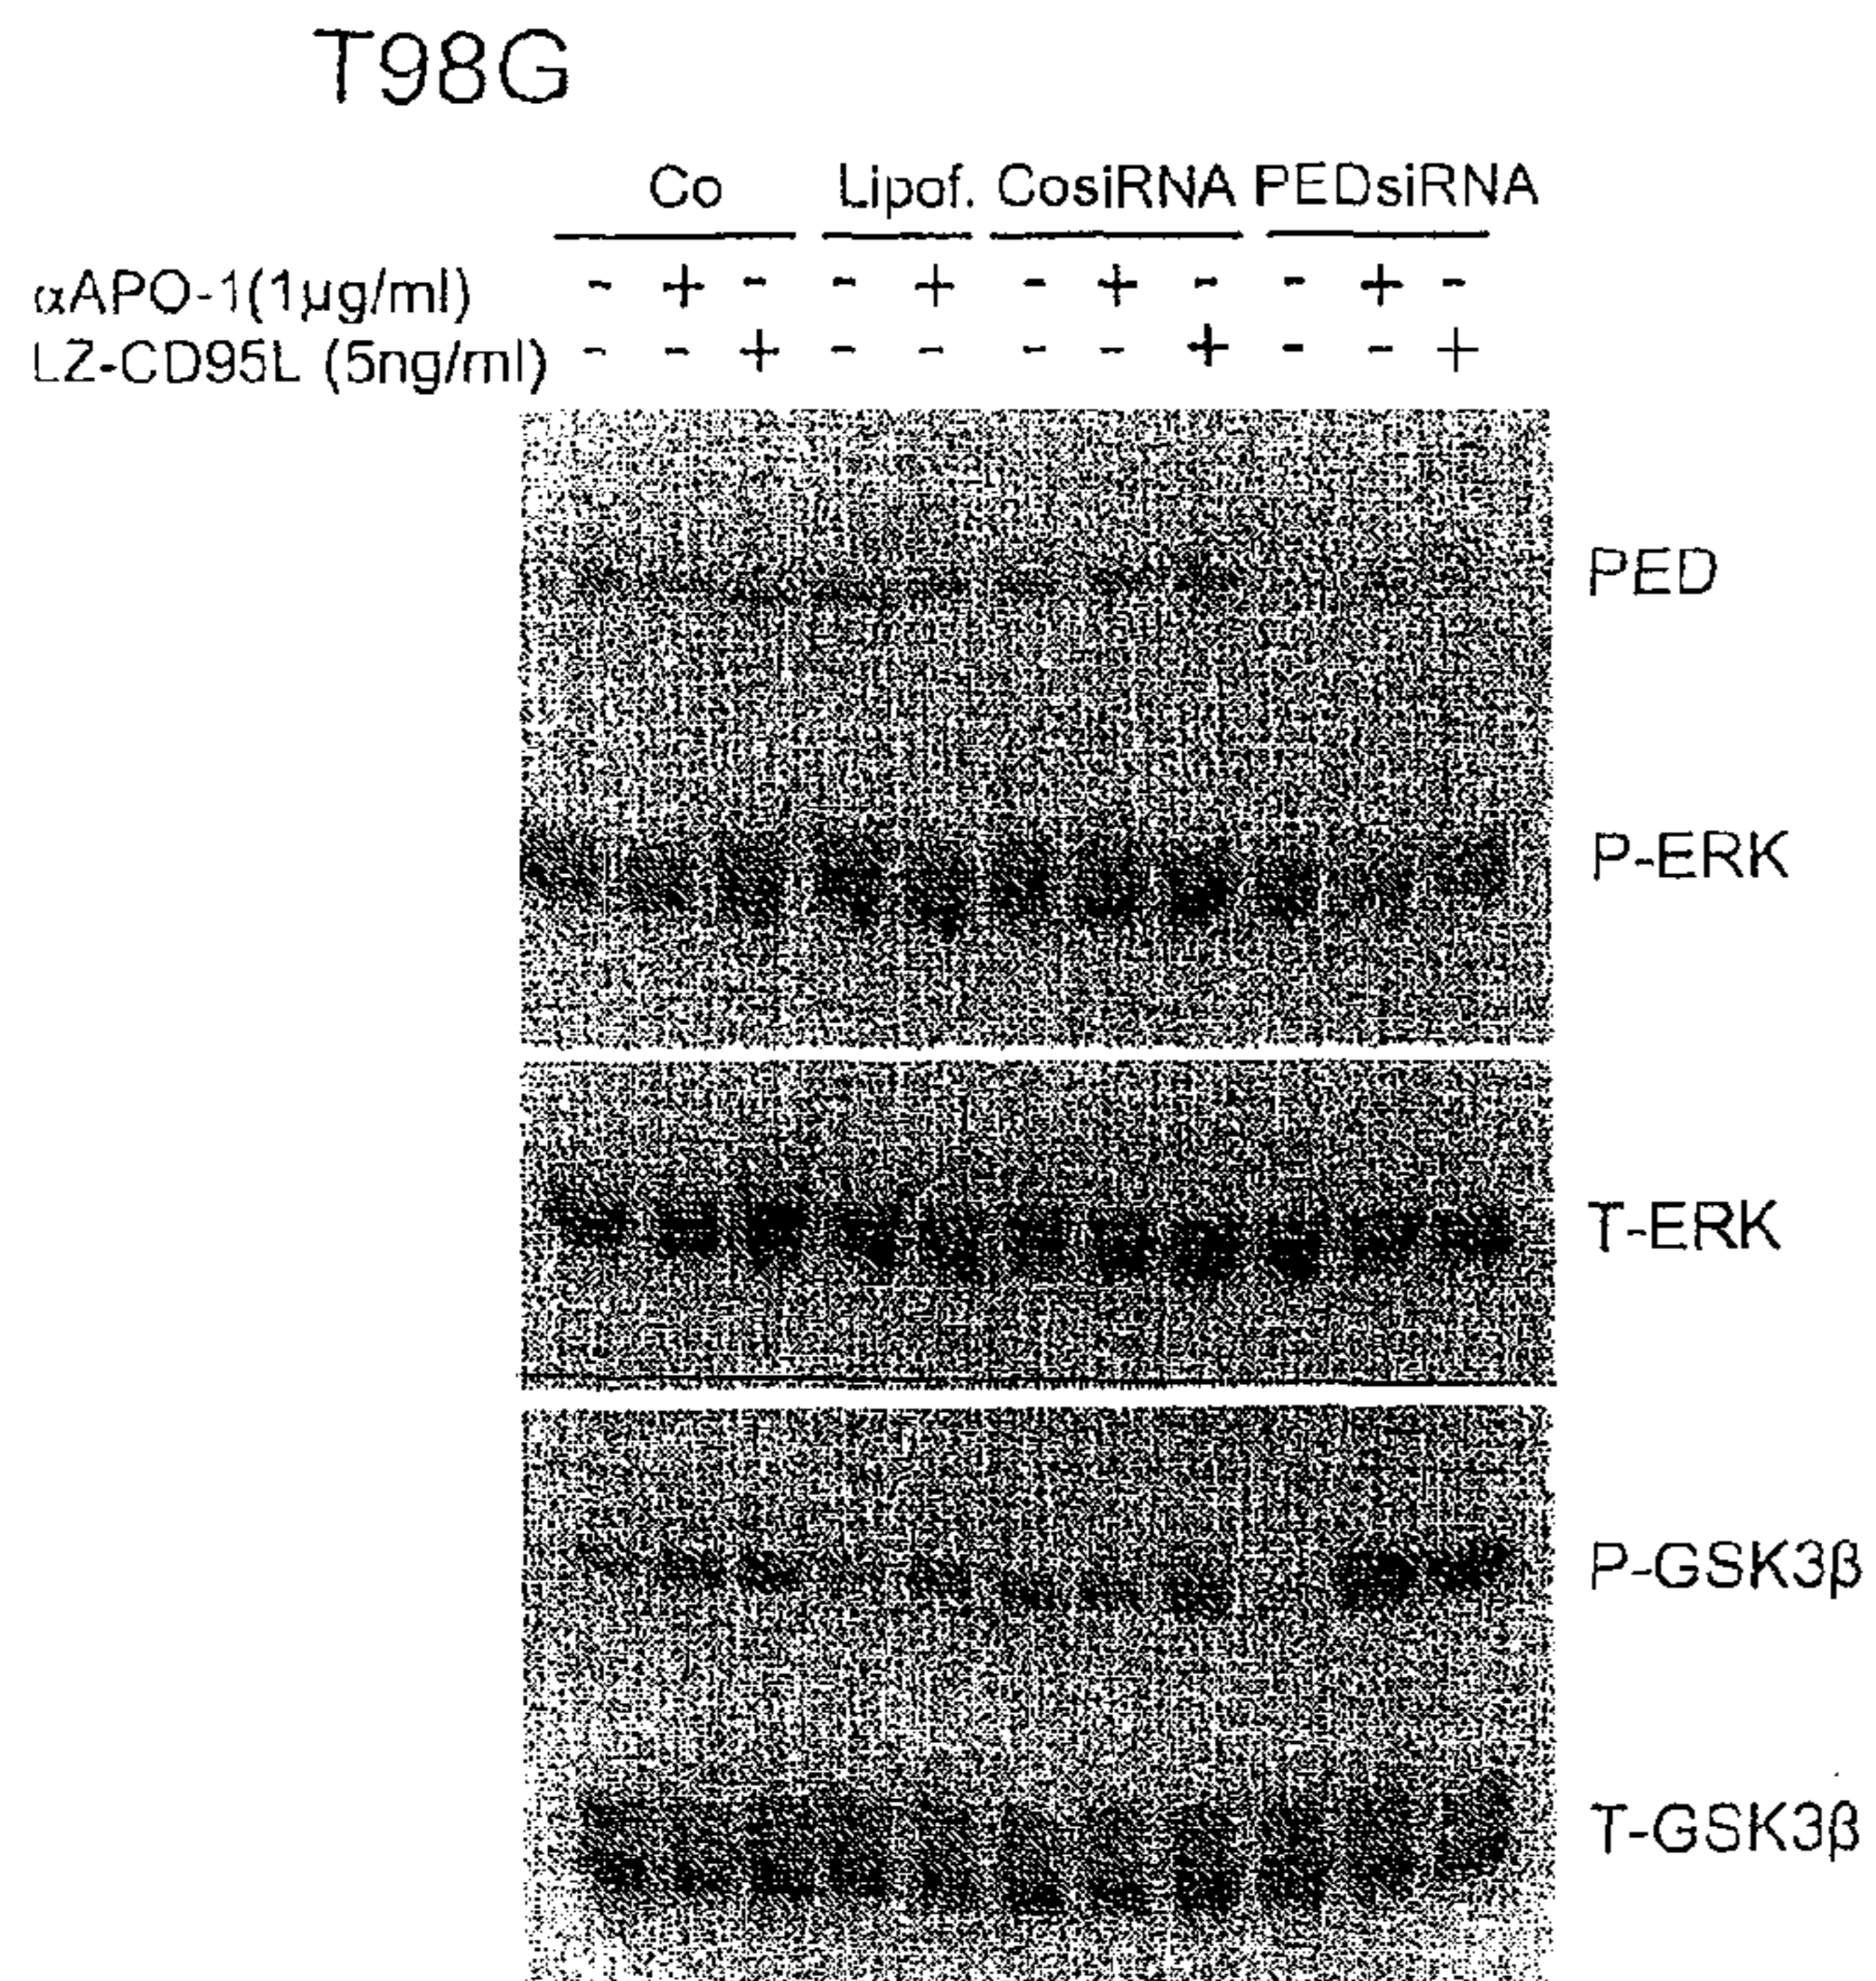 T98G
Co Lipof. CosiRNA PEDsiRNA
αAPO-1(1µg/ml) - + - - + - + - - + -
LZ-CD95L (5ng/ml) - - + - - - - + - - +
PED
P-ERK
T-ERK
P-GSK3β
T-GSK3β